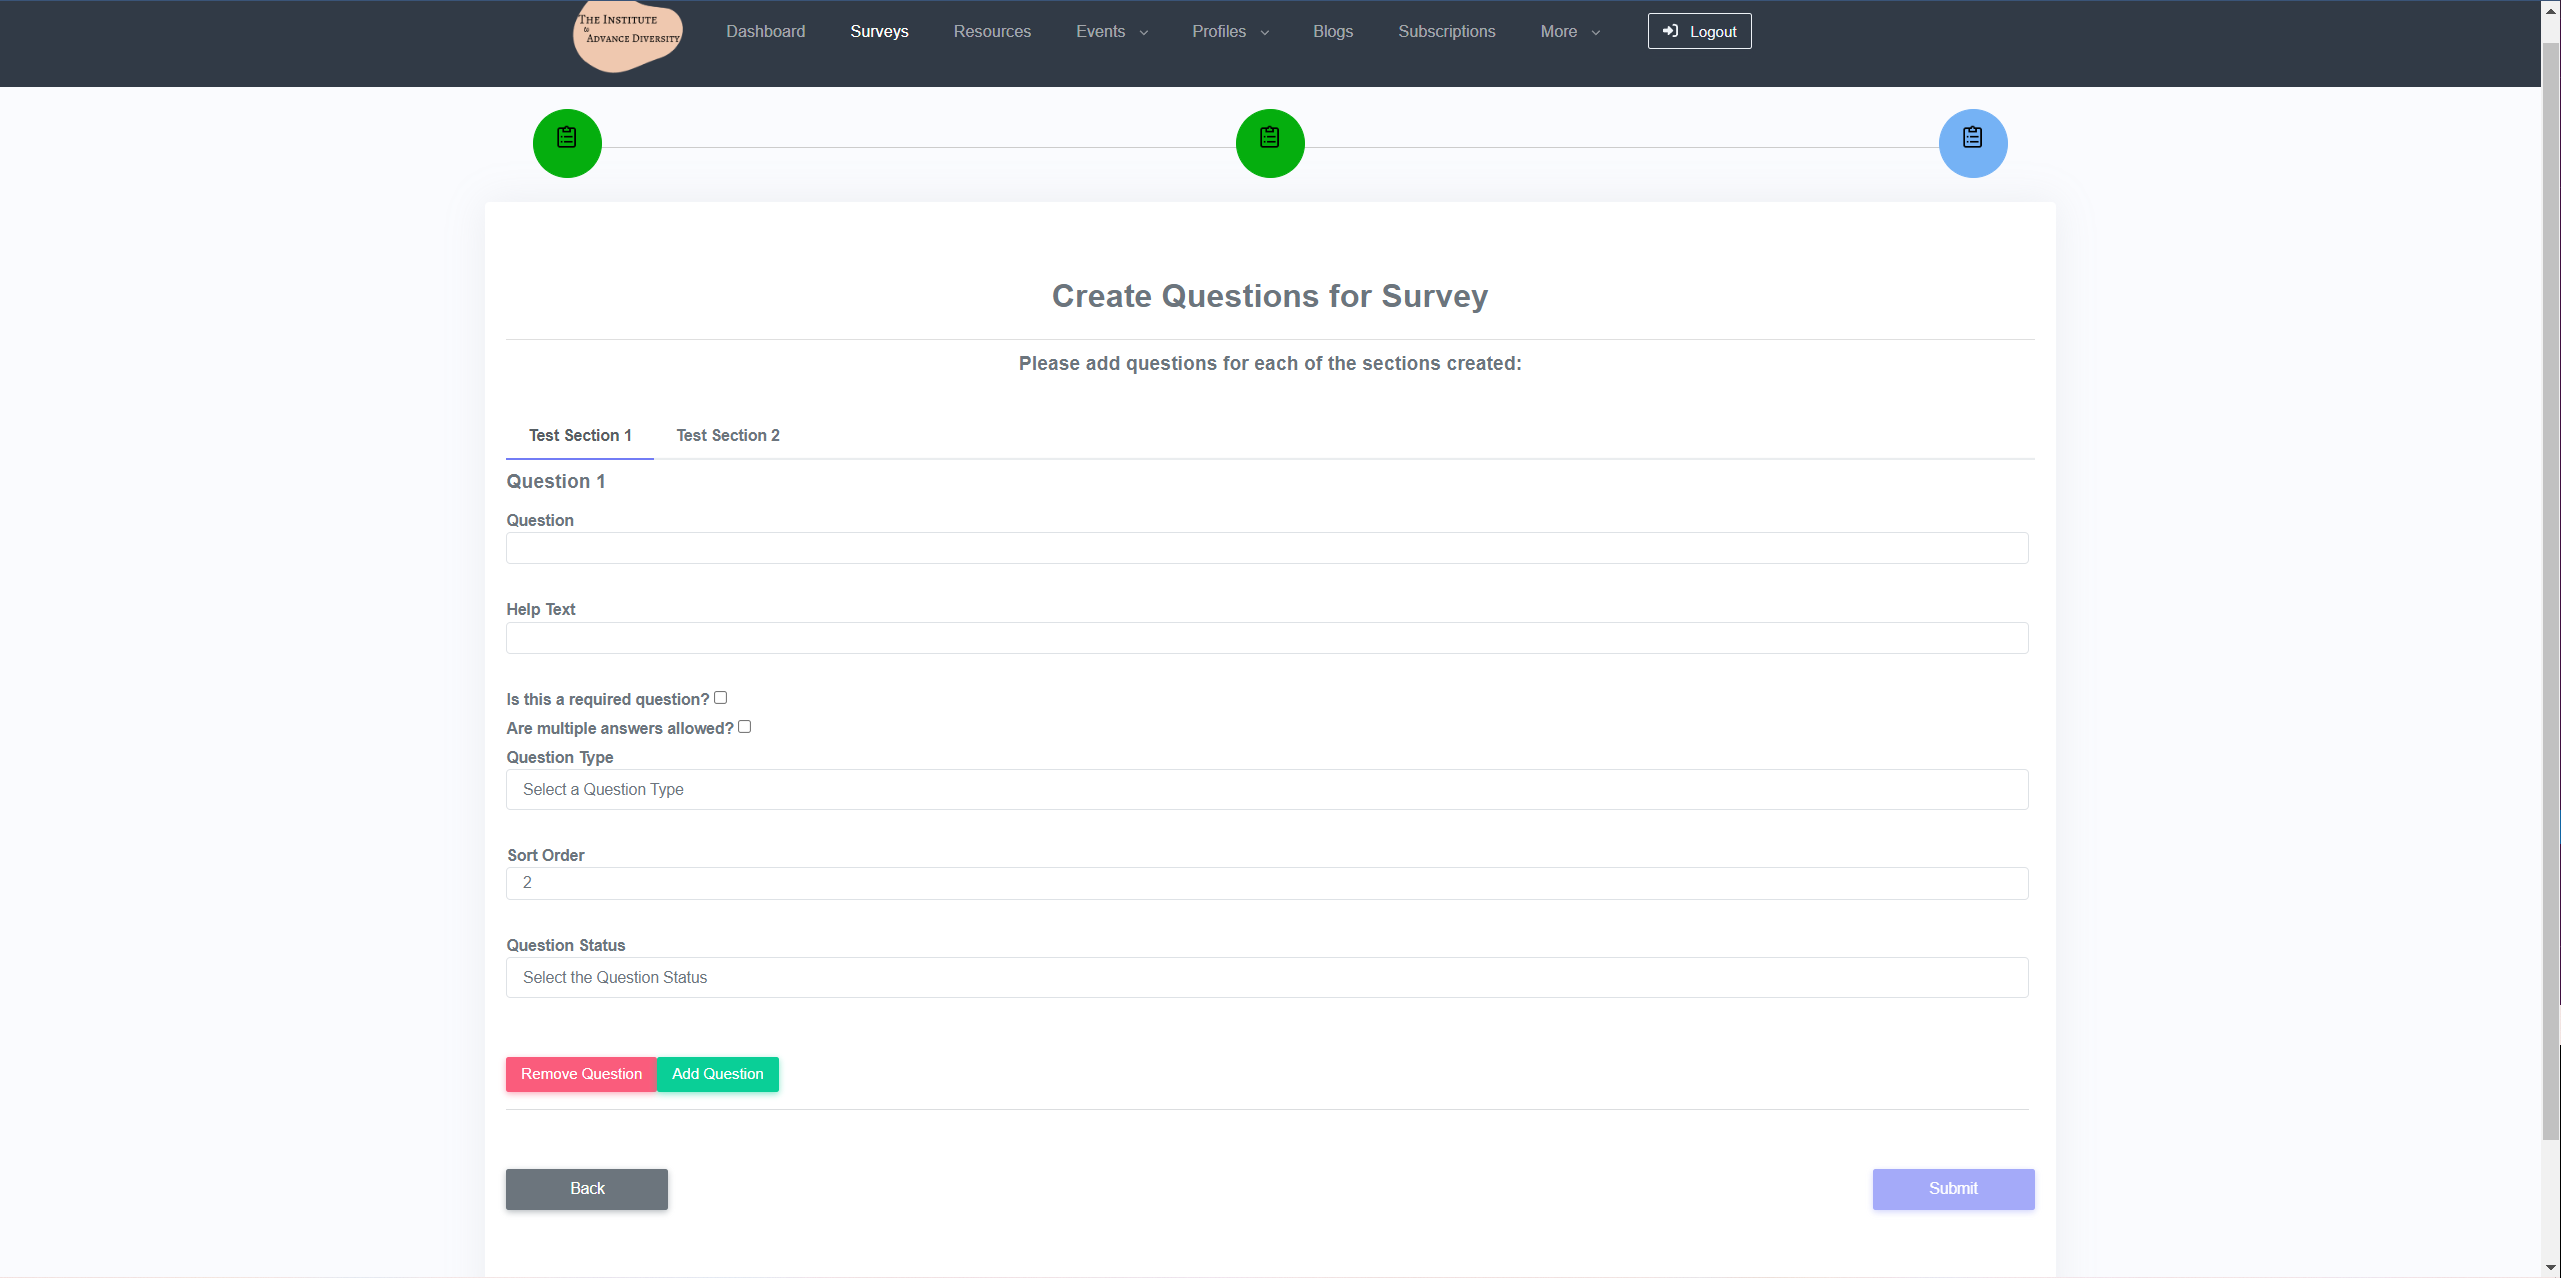 The Institute
&
Advance Diversity
Dashboard
Surveys
Resources
Events
Profiles
Blogs
Subscriptions
More
Logout
Create Questions for Survey
Please add questions for each of the sections created:
Test Section 1
Test Section 2
Question 1
Question
Help Text
Is this a required question?
Are multiple answers allowed?
Question Type
Select a Question Type
Sort Order
2
Question Status
Select the Question Status
Remove Question
Add Question
Back
Submit